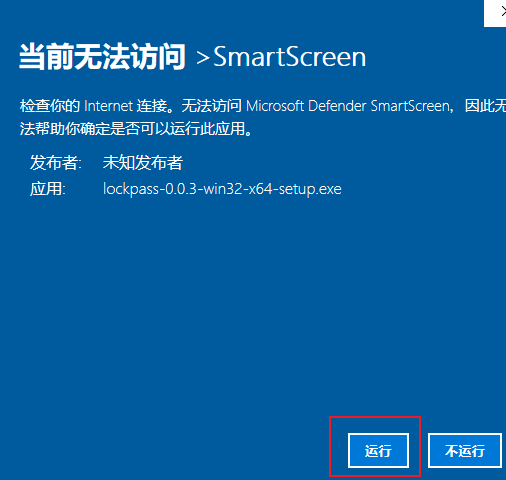 当前无法访问 >SmartScreen
检查你的 Internet 连接。无法访问 Microsoft Defender SmartScreen，因此无
法帮助你确定是否可以运行此应用。
发布者: 未知发布者
应用: lockpass-0.0.3-win32-x64-setup.exe
运行 不运行